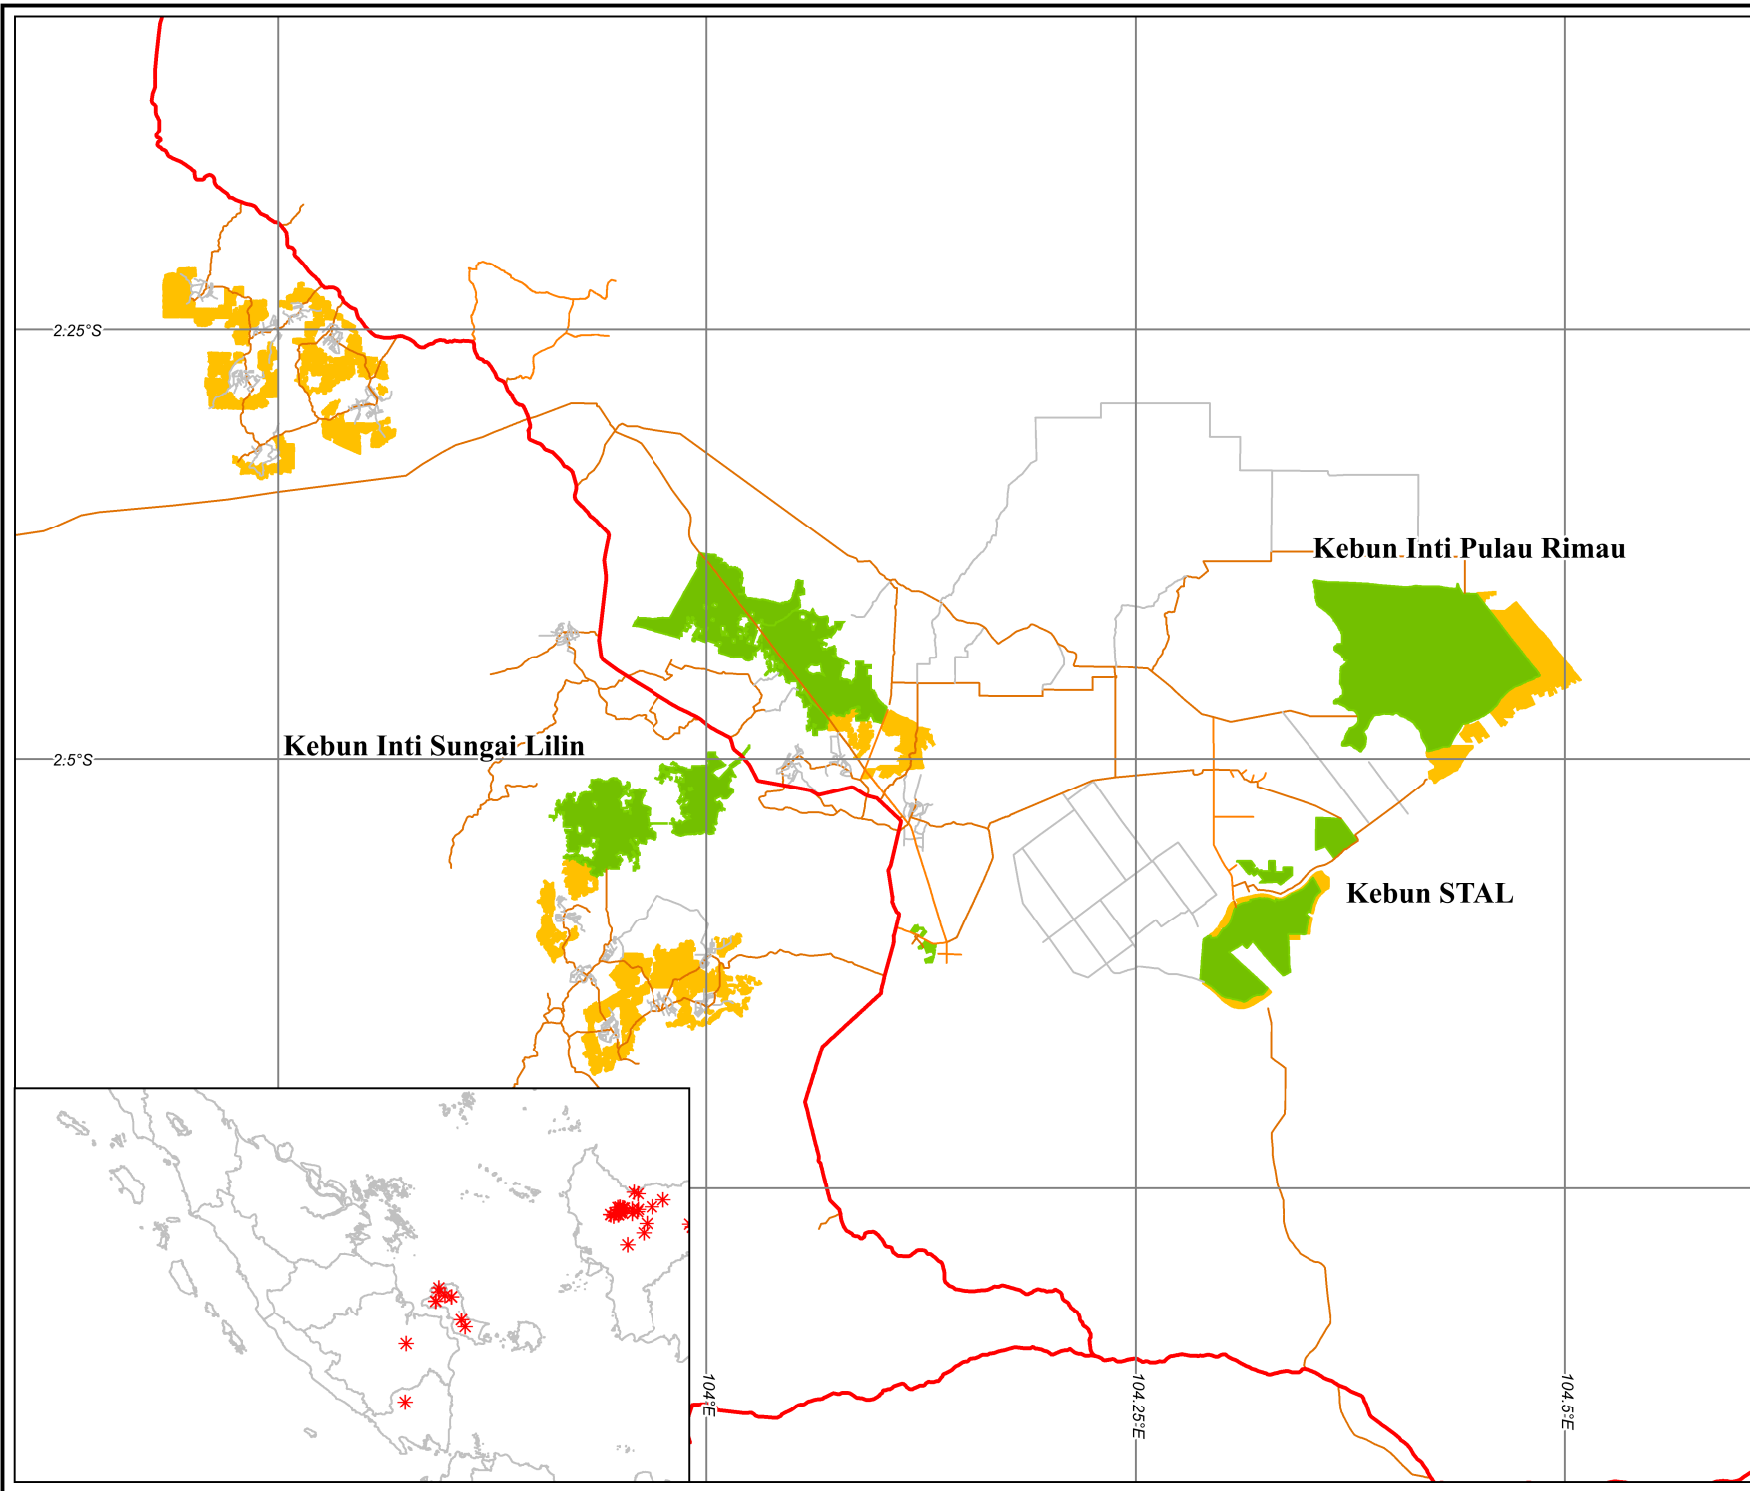 2.25°S
Kebun Inti Pulau Rimau
Kebun Inti Sungai Lilin
2.5°S
Kebun STAL
104°E
104.25°E
104.5°E